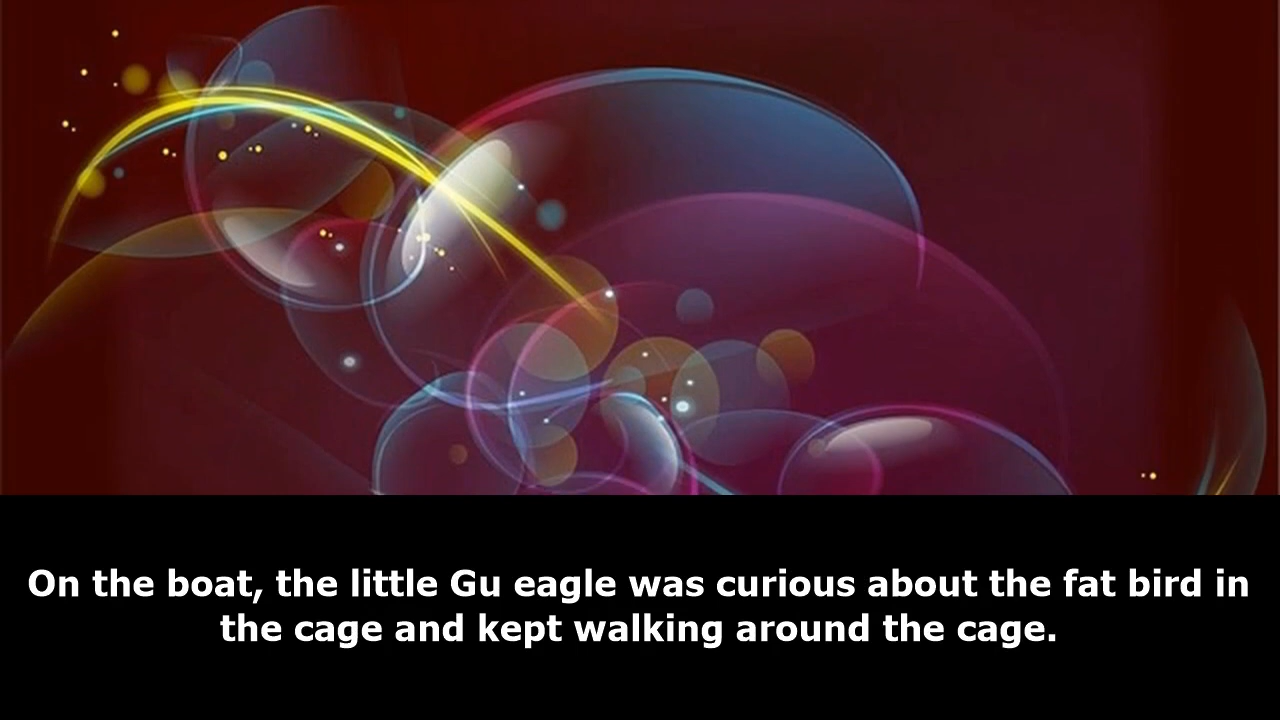 On the boat, the little Gu eagle was curious about the fat bird in
the cage and kept walking around the cage.